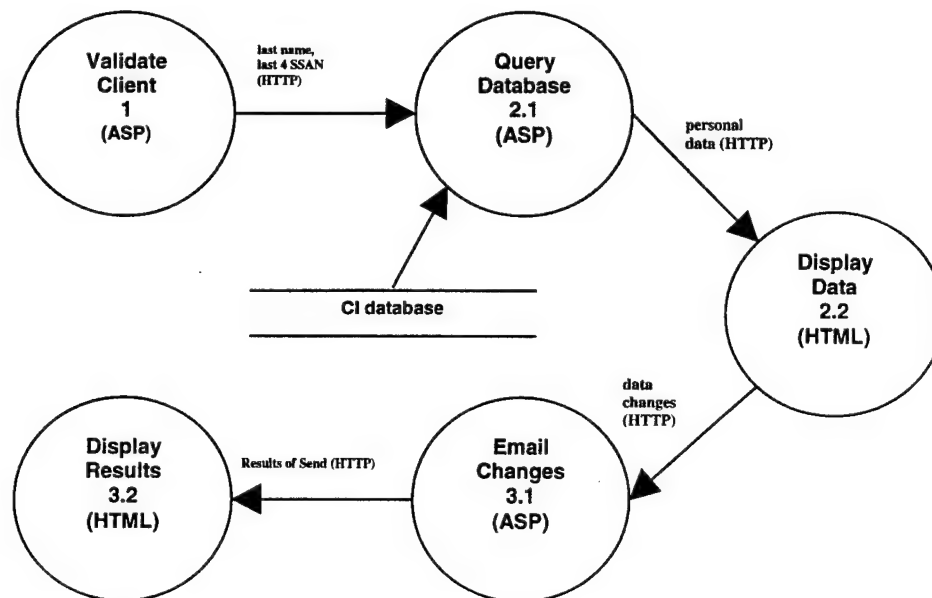 Validate
Client
1
(ASP)
last name,
last 4 SSAN
(HTTP)
Query
Database
2.1
(ASP)
personal
data (HTTP)
Display
Data
2.2
(HTML)
CI database
data
changes
(HTTP)
Email
Changes
3.1
(ASP)
Results of Send (HTTP)
Display
Results
3.2
(HTML)